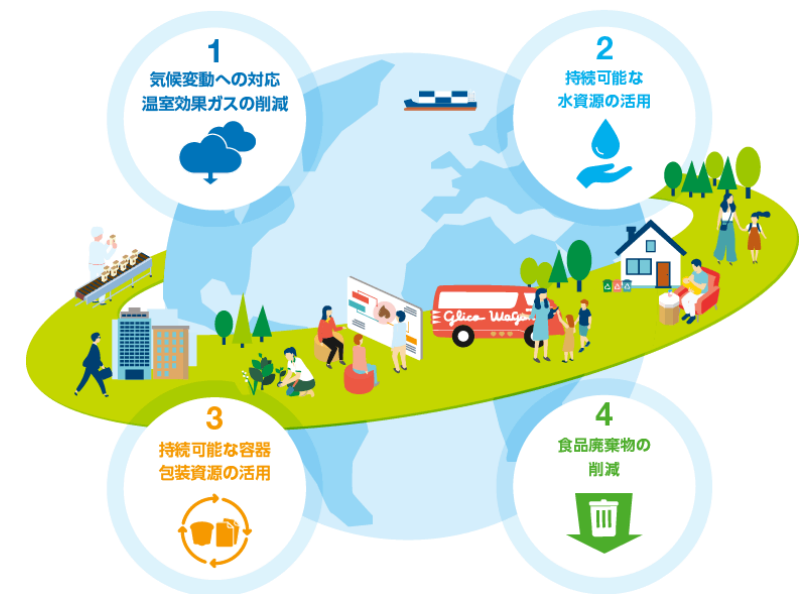 1
気候変動への対応
温室効果ガスの削減
2
持続可能な
水資源の活用
Glico Wagon
3
持続可能な容器
包装資源の活用
4
食品廃棄物の
削減